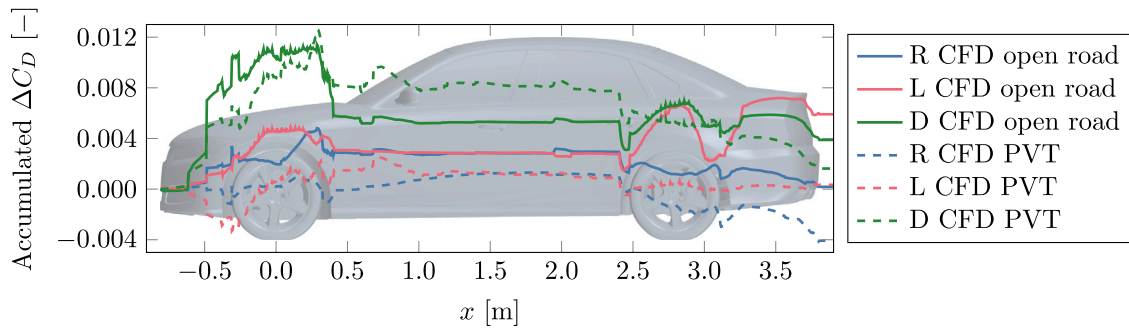 Accumulated ΔC_D [−]
0.012
0.008
0.004
0.000
−0.004
−0.5 0.0 0.5 1.0 1.5 2.0 2.5 3.0 3.5
x [m]
R CFD open road
L CFD open road
D CFD open road
R CFD PVT
L CFD PVT
D CFD PVT